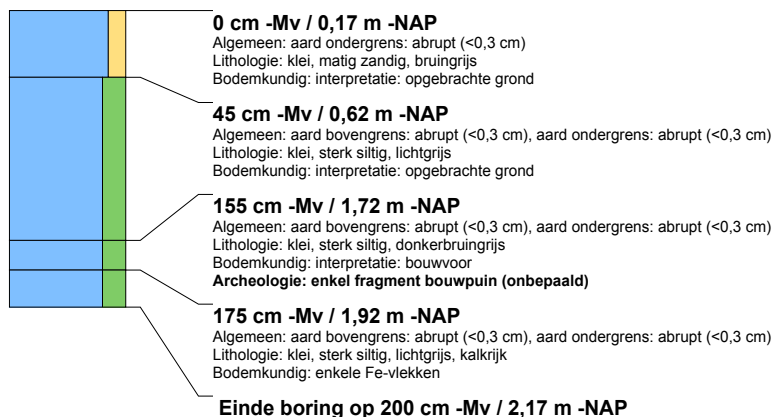 0 cm -Mv / 0,17 m -NAP
Algemeen: aard ondergrens: abrupt (<0,3 cm)
Lithologie: klei, matig zandig, bruingrijs
Bodemkundig: interpretatie: opgebrachte grond
45 cm -Mv / 0,62 m -NAP
Algemeen: aard bovengrens: abrupt (<0,3 cm), aard ondergrens: abrupt (<0,3 cm)
Lithologie: klei, sterk siltig, lichtgrijs
Bodemkundig: interpretatie: opgebrachte grond
155 cm -Mv / 1,72 m -NAP
Algemeen: aard bovengrens: abrupt (<0,3 cm), aard ondergrens: abrupt (<0,3 cm)
Lithologie: klei, sterk siltig, donkerbruingrijs
Bodemkundig: interpretatie: bouwvoor
Archeologie: enkel fragment bouwpuin (onbepaald)
175 cm -Mv / 1,92 m -NAP
Algemeen: aard bovengrens: abrupt (<0,3 cm), aard ondergrens: abrupt (<0,3 cm)
Lithologie: klei, sterk siltig, lichtgrijs, kalkrijk
Bodemkundig: enkele Fe-vlekken
Einde boring op 200 cm -Mv / 2,17 m -NAP